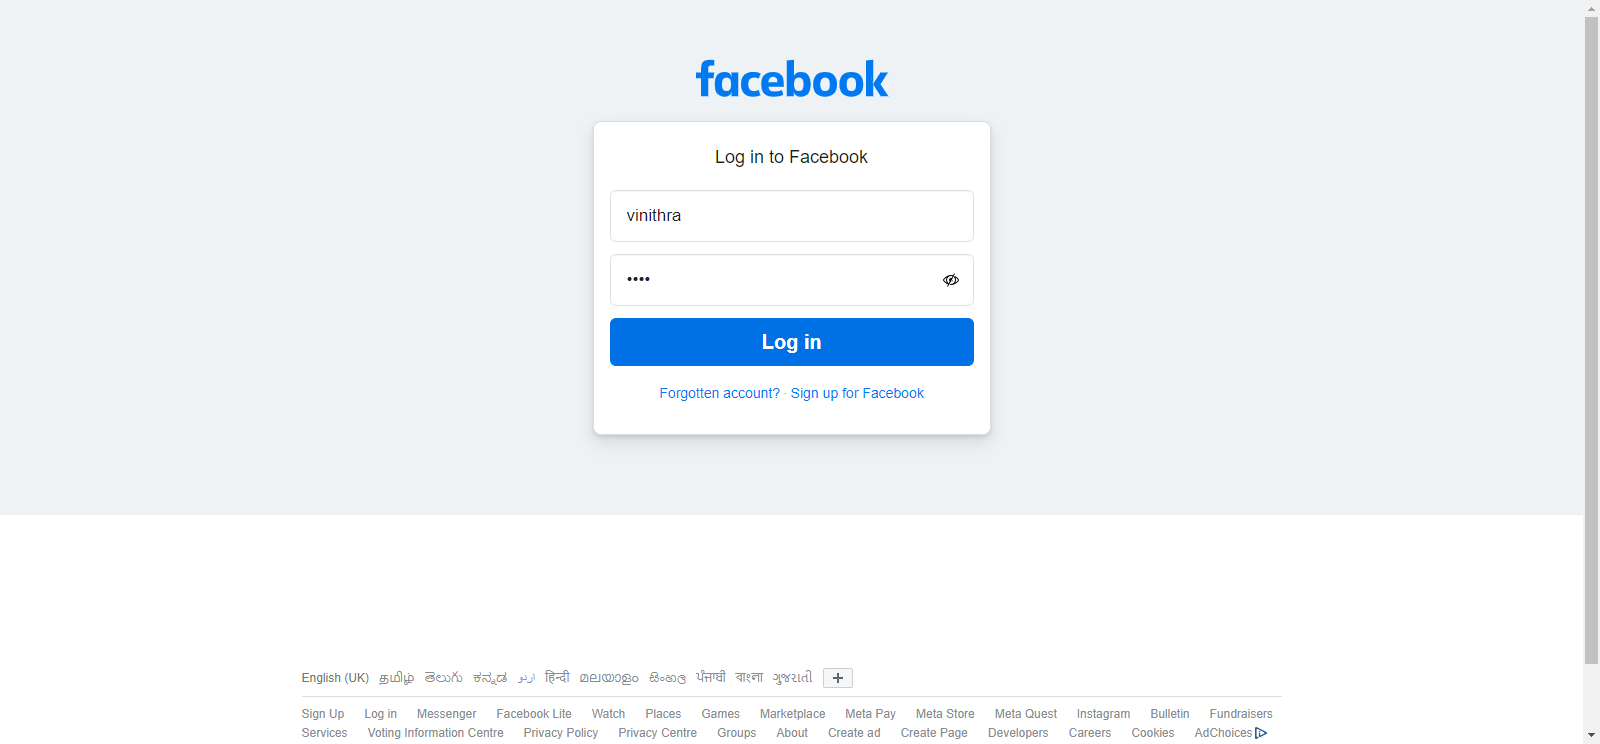 facebook
Log in to Facebook
vinithra
••••
Log in
Forgotten account? · Sign up for Facebook
English (UK) தமிழ் తెలుగు ಕನ್ನಡ اردو हिन्दी മലയാളം සිංහල ਪੰਜਾਬੀ বাংলা ગુજરાતી +
Sign Up Log in Messenger Facebook Lite Watch Places Games Marketplace Meta Pay Meta Store Meta Quest Instagram Bulletin Fundraisers
Services Voting Information Centre Privacy Policy Privacy Centre Groups About Create ad Create Page Developers Careers Cookies AdChoices